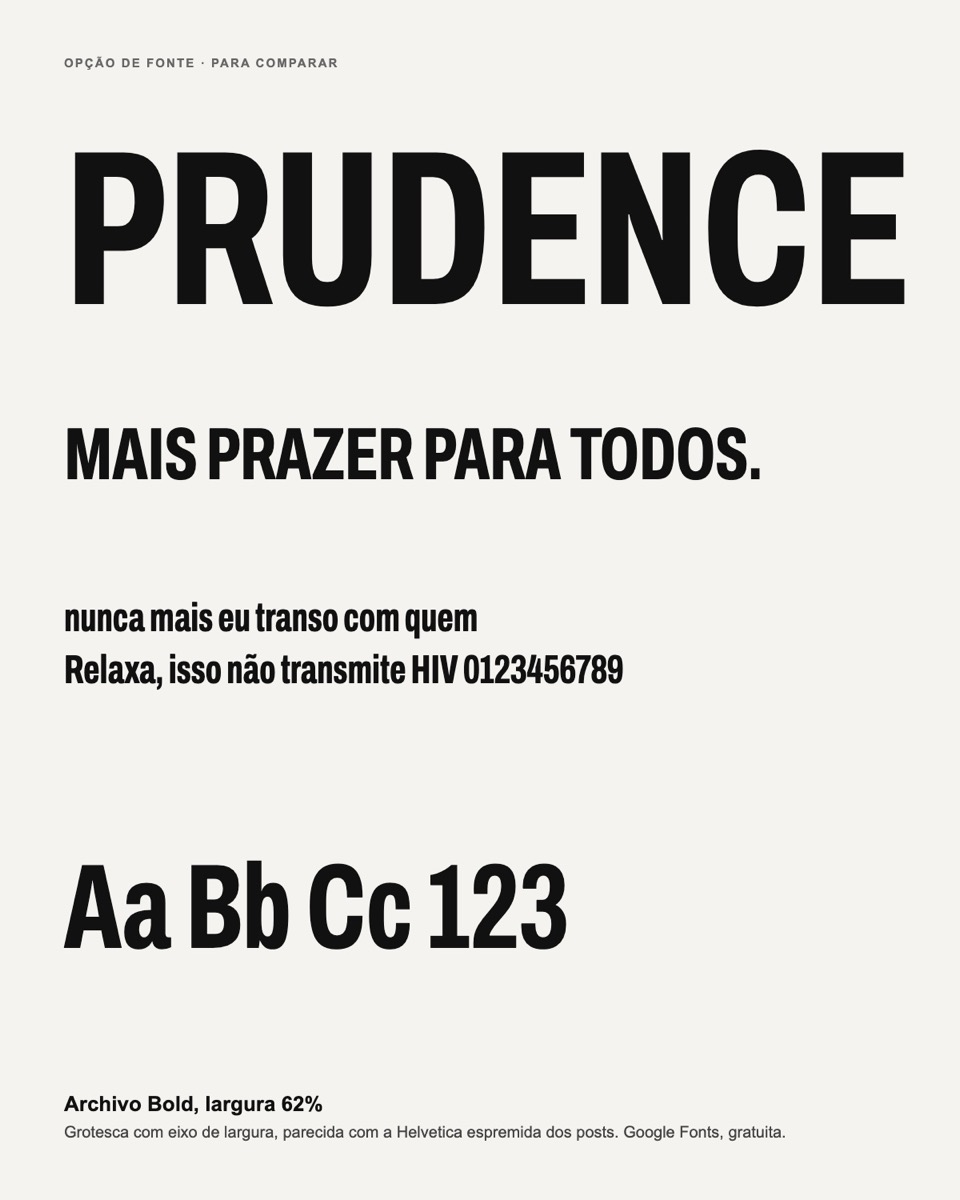 OPÇÃO DE FONTE · PARA COMPARAR
PRUDENCE
MAIS PRAZER PARA TODOS.
nunca mais eu transo com quem
Relaxa, isso não transmite HIV 0123456789
Aa Bb Cc 123
Archivo Bold, largura 62%
Grotesca com eixo de largura, parecida com a Helvetica espremida dos posts. Google Fonts, gratuita.